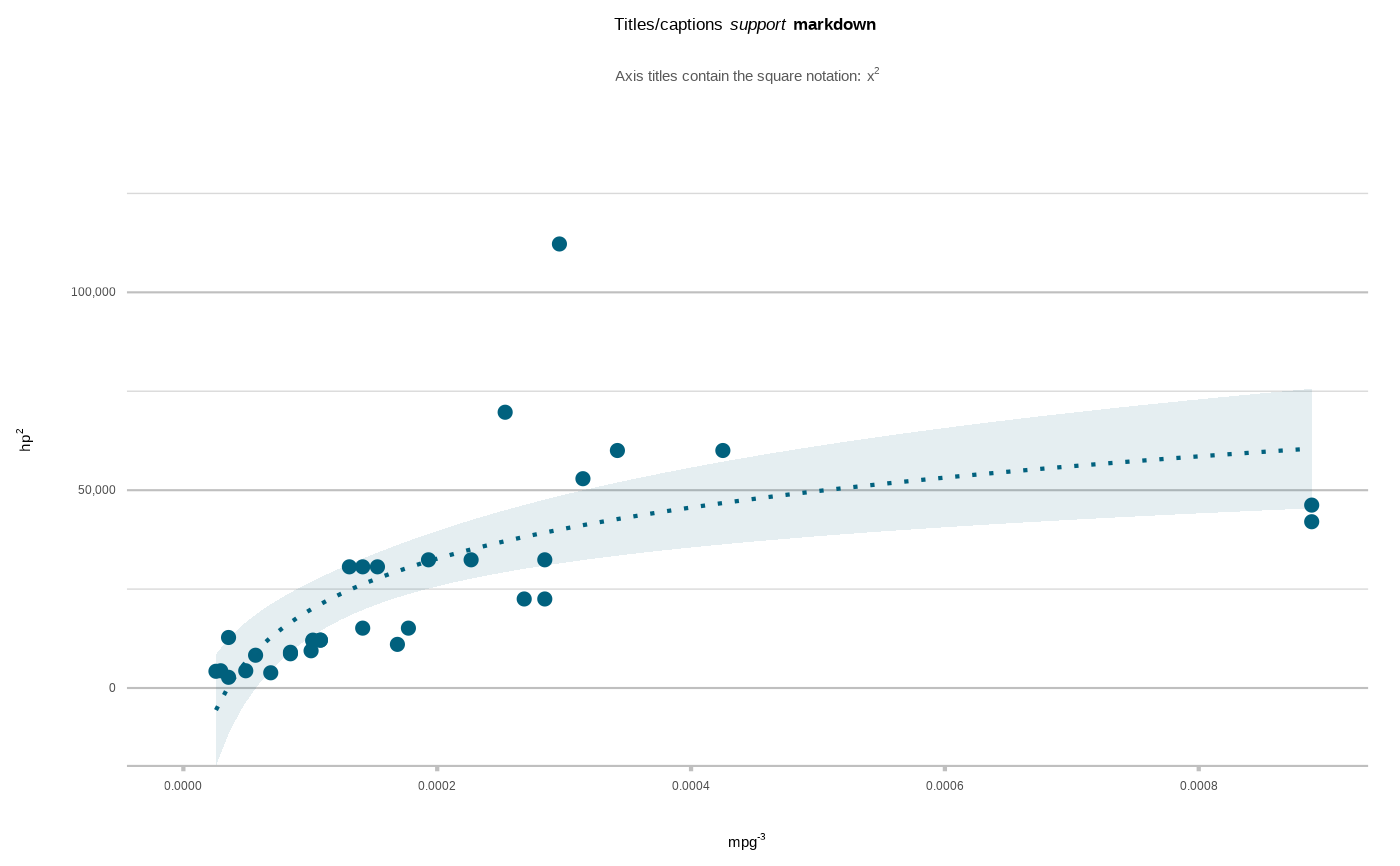 Titles/captions support markdown
Axis titles contain the square notation: x²
100,000
50,000
0
hp²
0.0000 0.0002 0.0004 0.0006 0.0008
mpg⁻³